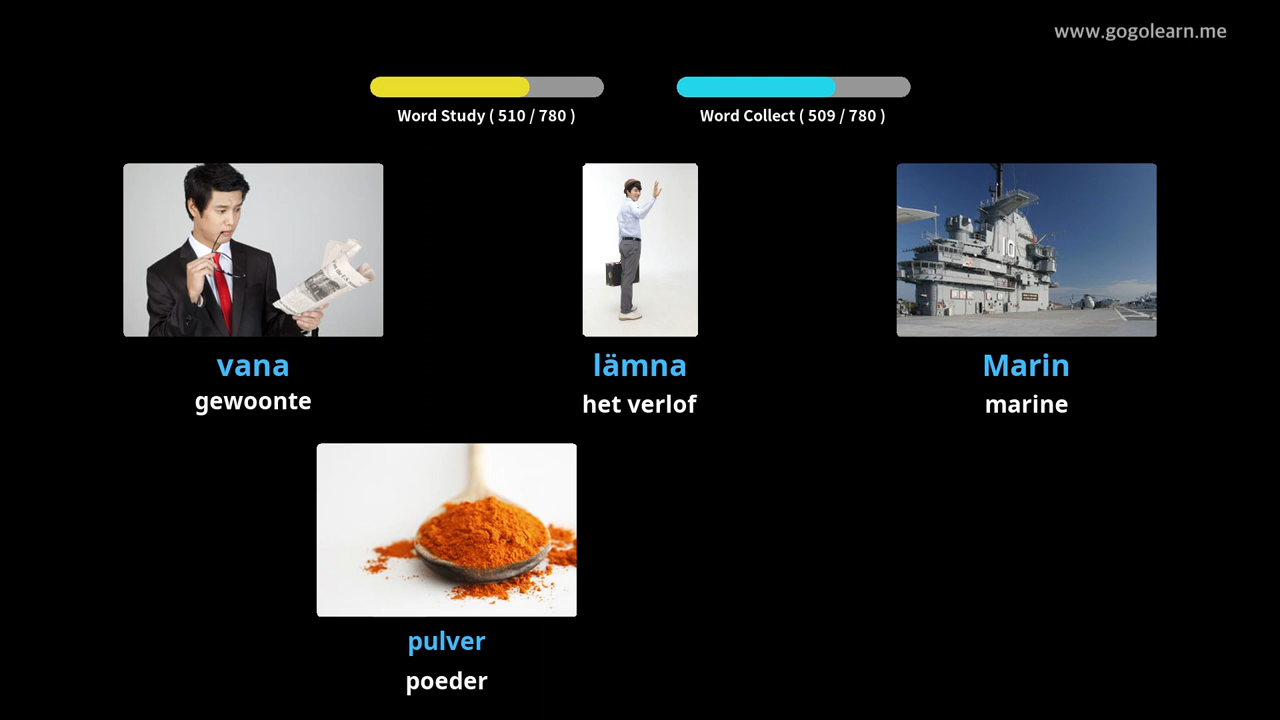 www.gogolearn.me
Word Study ( 510 / 780 )
Word Collect ( 509 / 780 )
16
vana
gewoonte
lämna
het verlof
Marin
marine
pulver
poeder